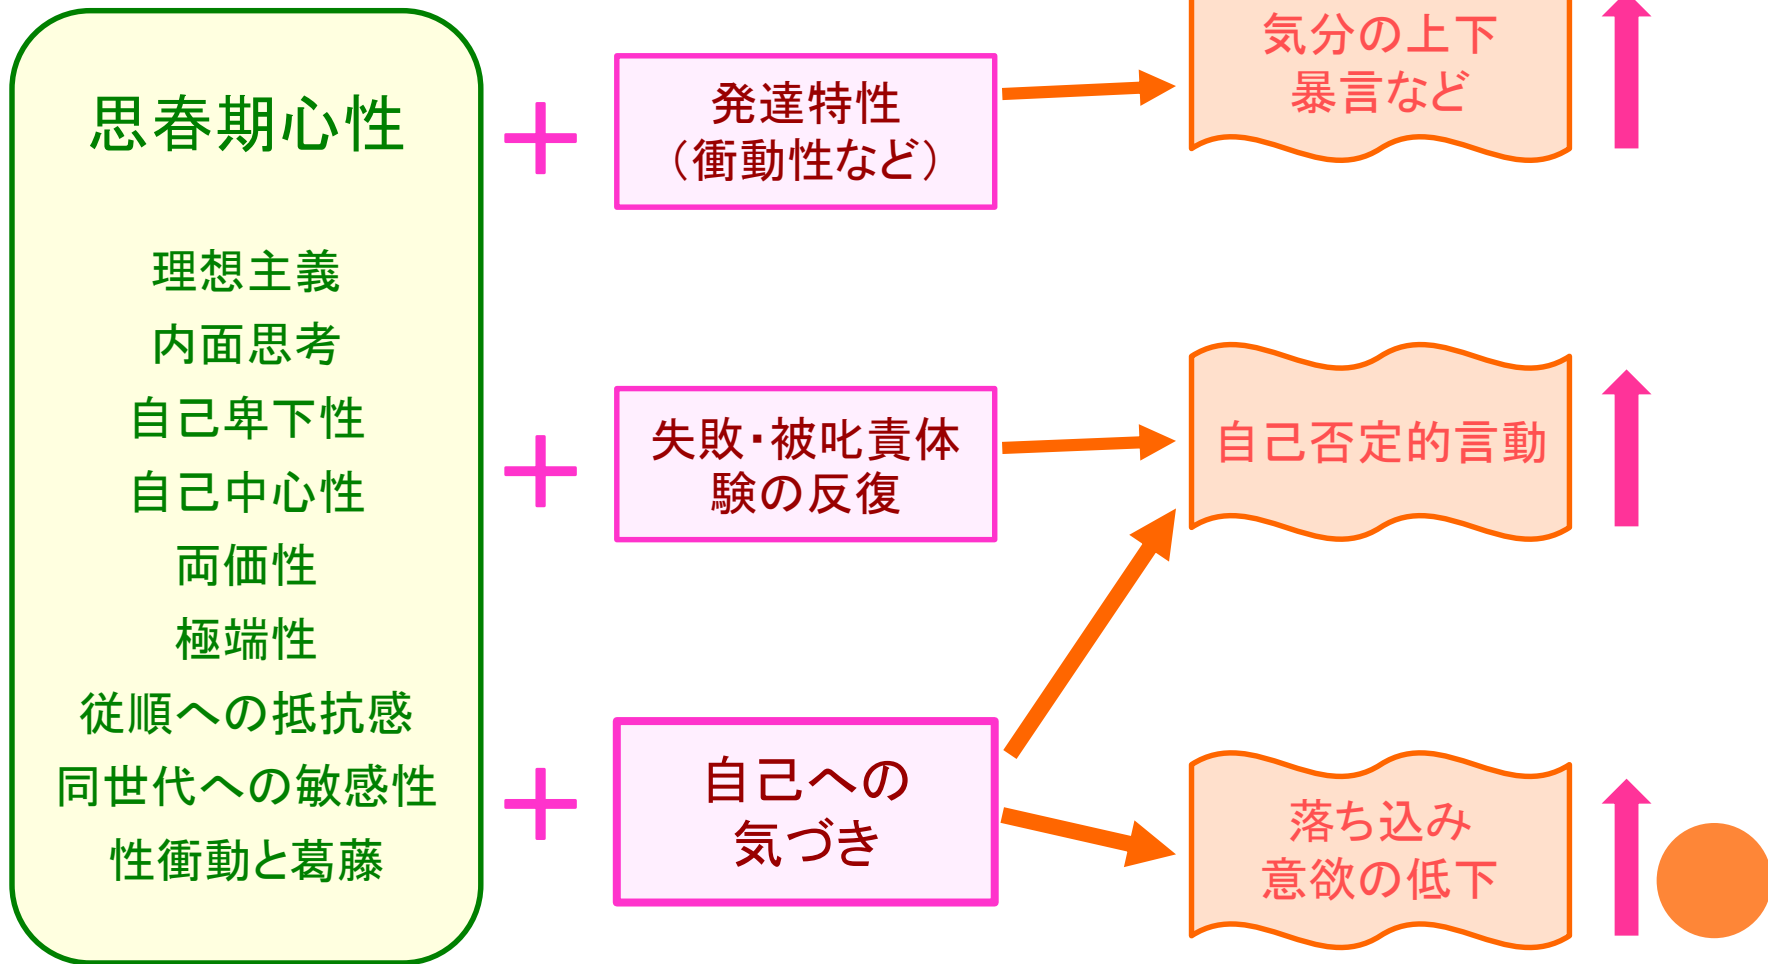 思春期心性
理想主義
内面思考
自己卑下性
自己中心性
両価性
極端性
従順への抵抗感
同世代への敏感性
性衝動と葛藤
＋
発達特性
（衝動性など）
＋
失敗・被叱責体
験の反復
＋
自己への
気づき
気分の上下
暴言など
自己否定的言動
落ち込み
意欲の低下